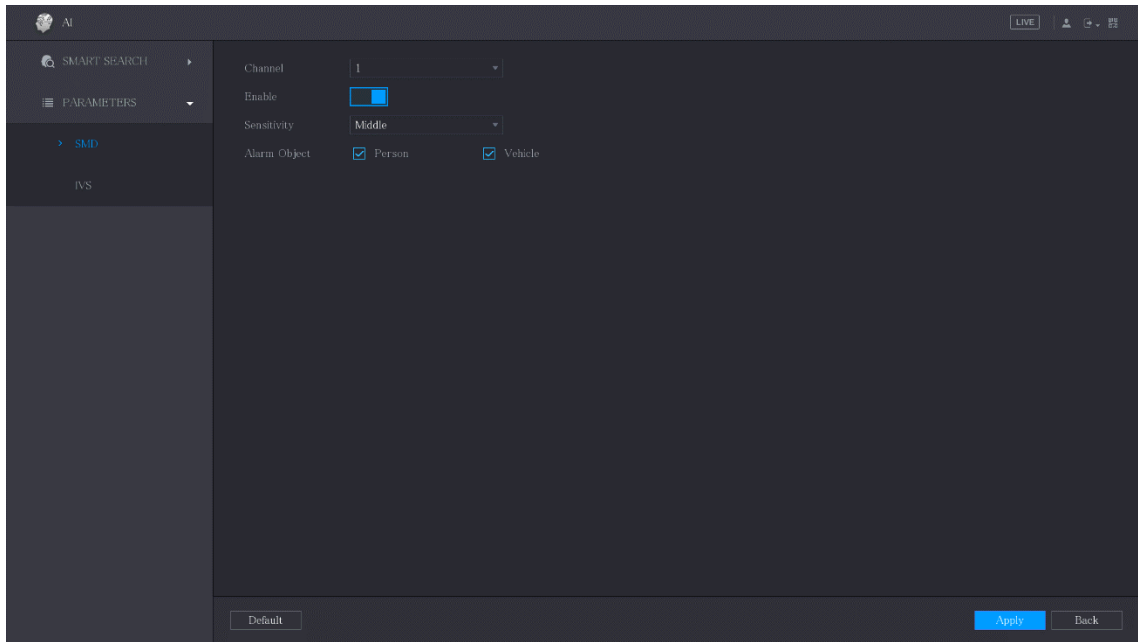 AI
LIVE
SMART SEARCH
PARAMETERS
SMD
IVS
Channel 1
Enable
Sensitivity Middle
Alarm Object Person Vehicle
Default
Apply Back